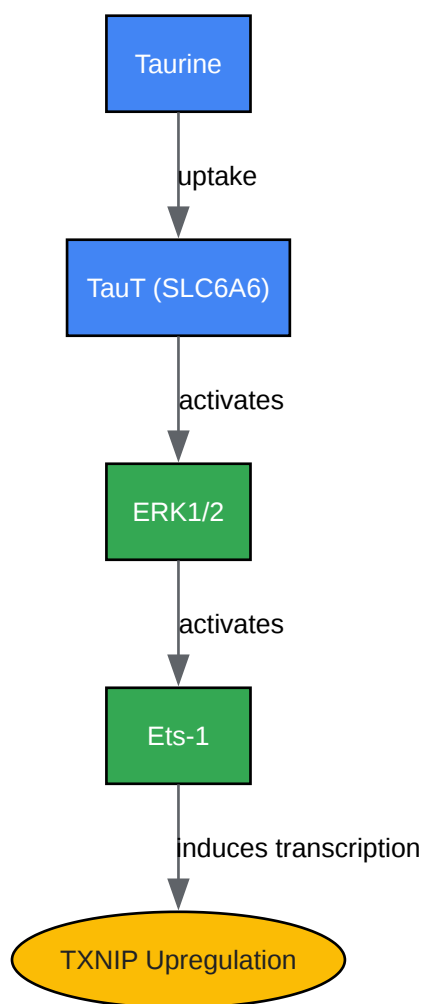 Taurine
uptake
TauT (SLC6A6)
activates
ERK1/2
activates
Ets-1
induces transcription
TXNIP Upregulation